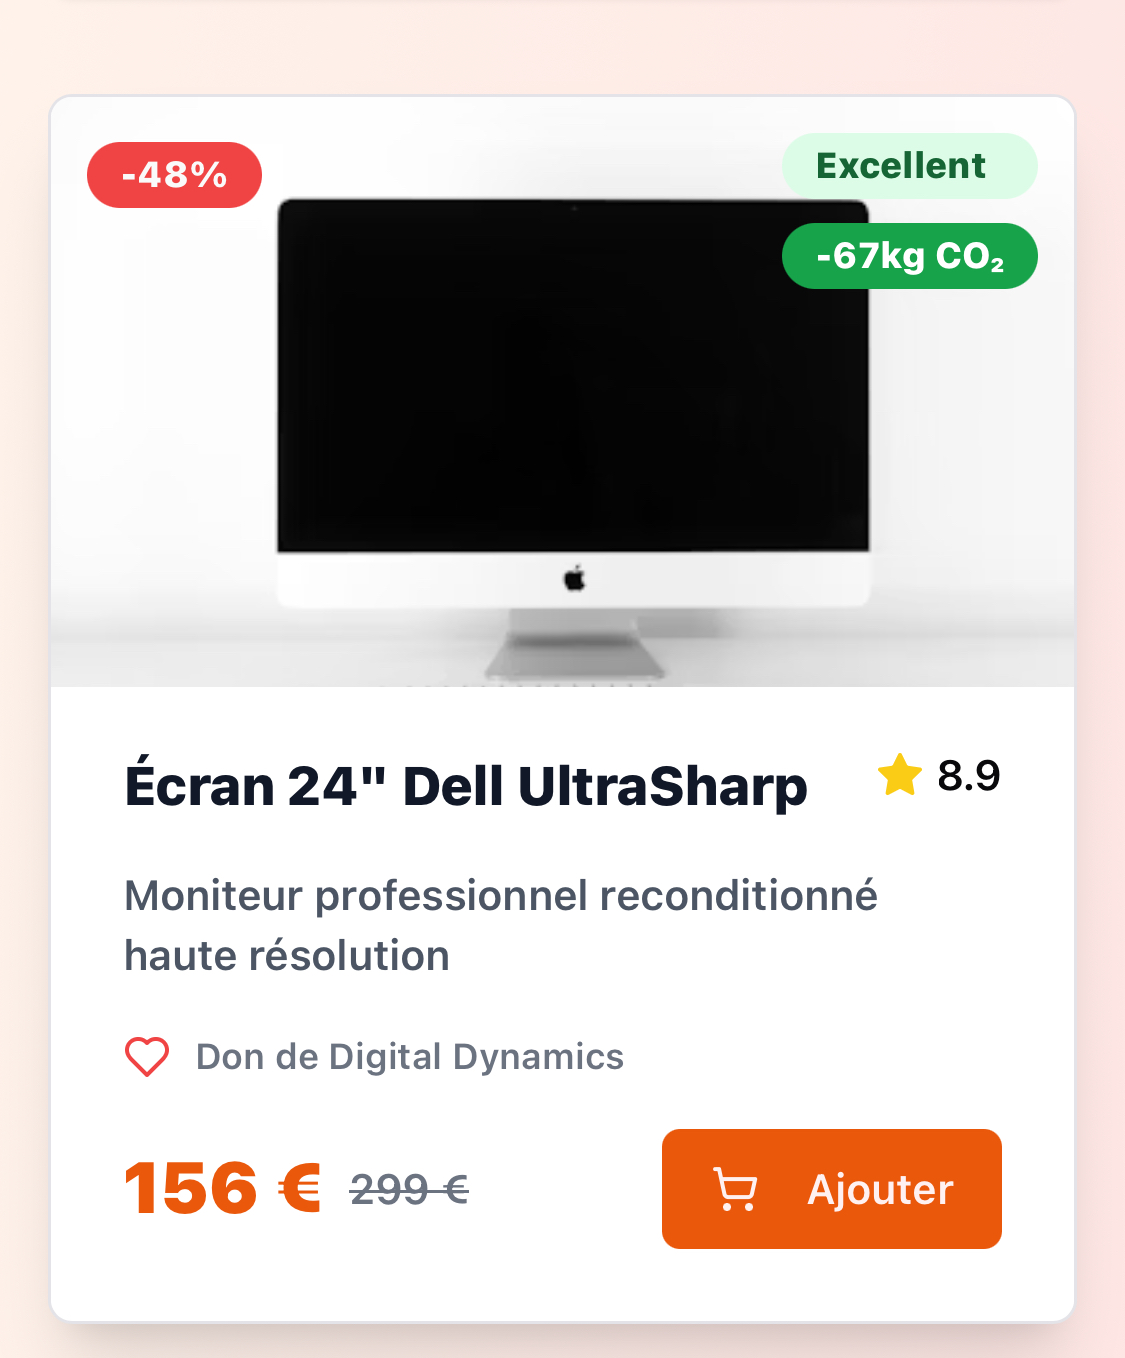 -48%
Excellent
-67kg CO₂
Écran 24" Dell UltraSharp
8.9
Moniteur professionnel reconditionné
haute résolution
Don de Digital Dynamics
156 € 299 €
Ajouter